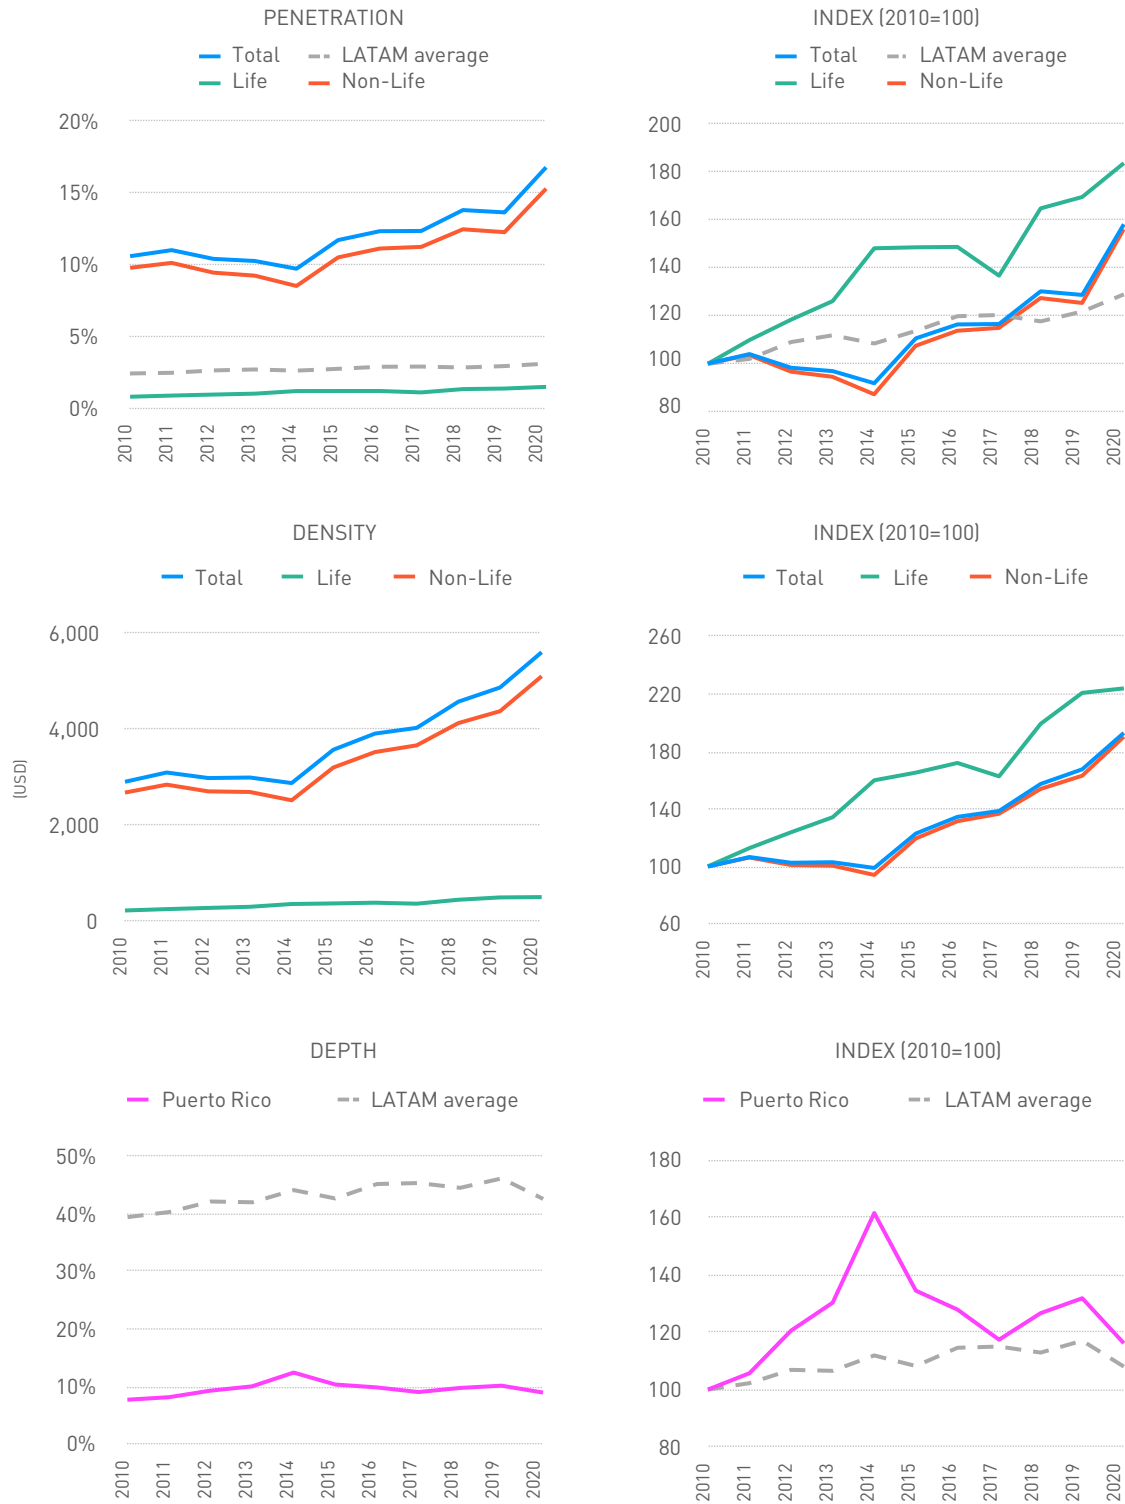 PENETRATION
Total LATAM average
Life Non-Life
20%
15%
10%
5%
0%
2010 2011 2012 2013 2014 2015 2016 2017 2018 2019 2020
INDEX (2010=100)
Total LATAM average
Life Non-Life
200
180
160
140
120
100
80
2010 2011 2012 2013 2014 2015 2016 2017 2018 2019 2020
DENSITY
Total Life Non-Life
(USD)
6,000
4,000
2,000
0
2010 2011 2012 2013 2014 2015 2016 2017 2018 2019 2020
INDEX (2010=100)
Total Life Non-Life
260
220
180
140
100
60
2010 2011 2012 2013 2014 2015 2016 2017 2018 2019 2020
DEPTH
Puerto Rico LATAM average
50%
40%
30%
20%
10%
0%
2010 2011 2012 2013 2014 2015 2016 2017 2018 2019 2020
INDEX (2010=100)
Puerto Rico LATAM average
180
160
140
120
100
80
2010 2011 2012 2013 2014 2015 2016 2017 2018 2019 2020